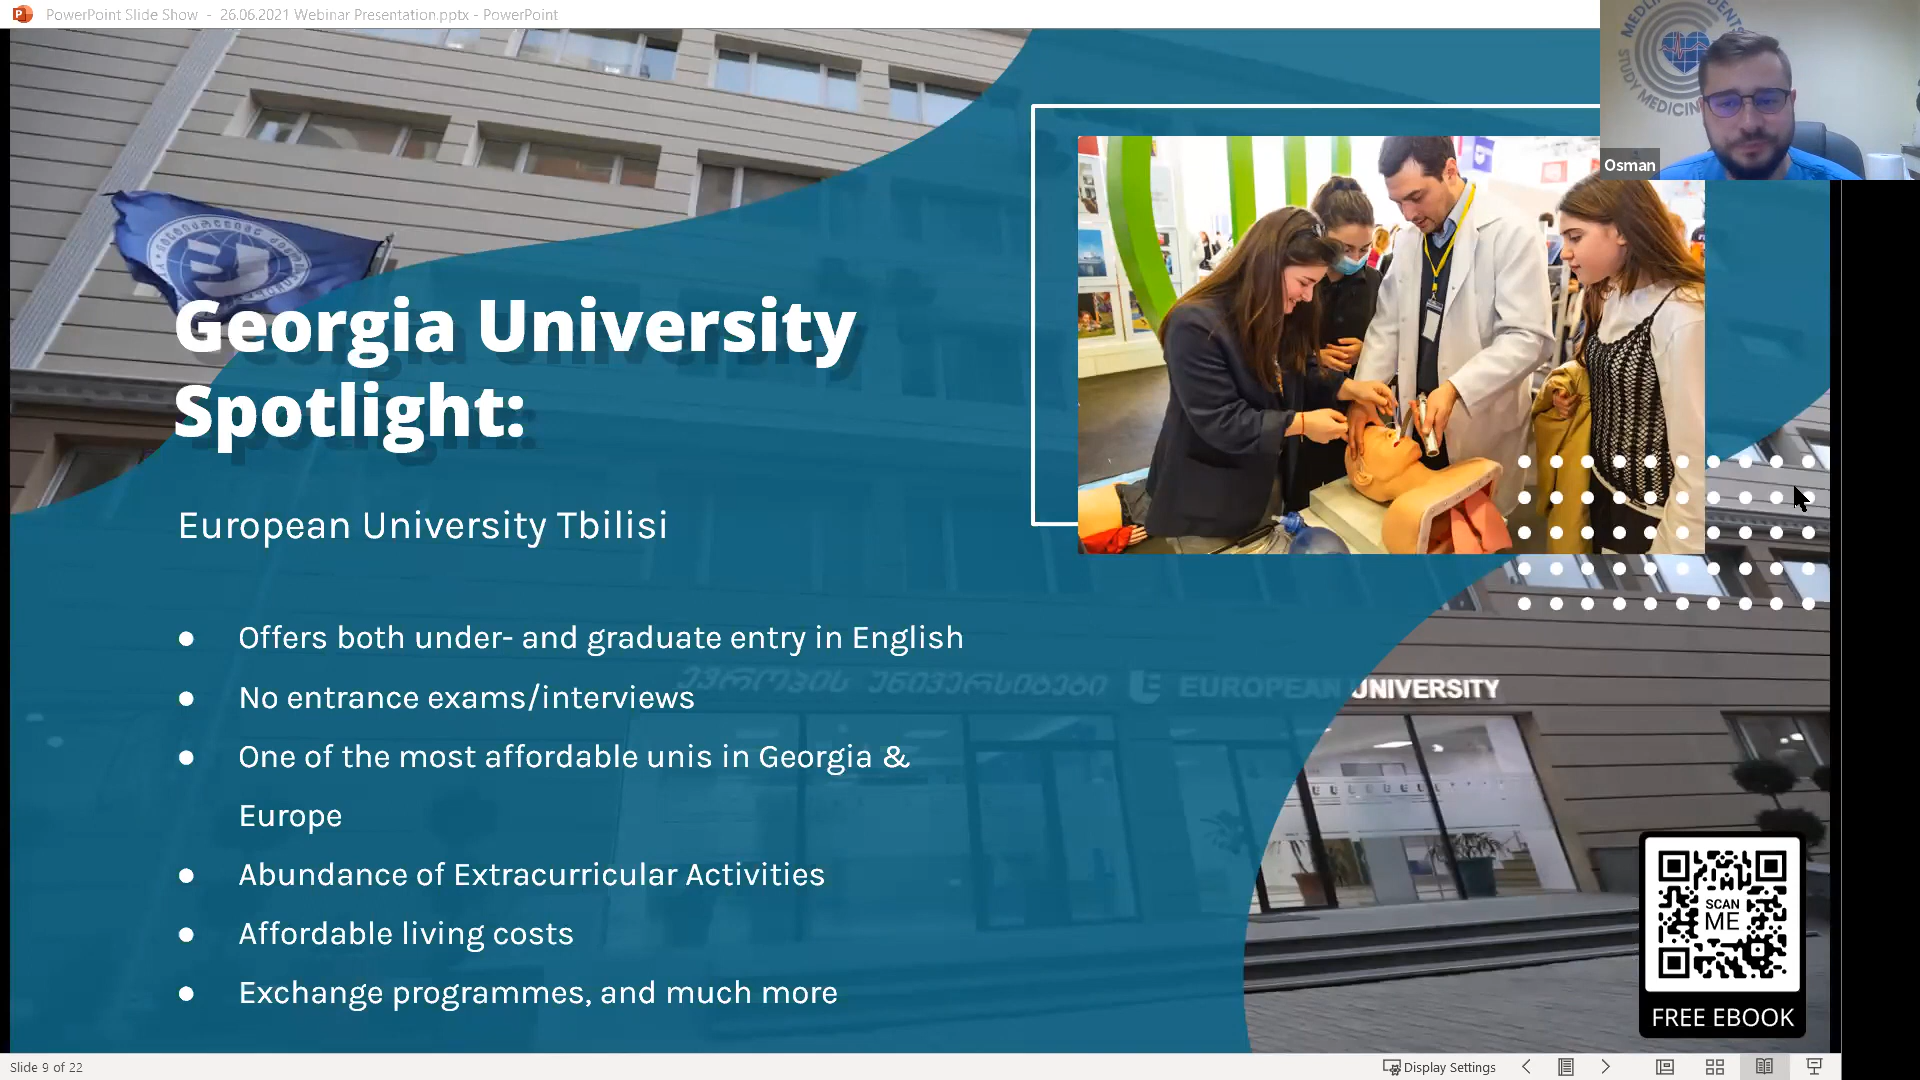 PowerPoint Slide Show - 26.06.2021 Webinar Presentation.pptx - PowerPoint
Osman
Georgia University
Spotlight:
European University Tbilisi
● Offers both under- and graduate entry in English
● No entrance exams/interviews
● One of the most affordable unis in Georgia &
Europe
● Abundance of Extracurricular Activities
● Affordable living costs
● Exchange programmes, and much more
ევროპის უნივერსიტეტი EUROPEAN UNIVERSITY
SCAN
ME
FREE EBOOK
Slide 9 of 22
Display Settings